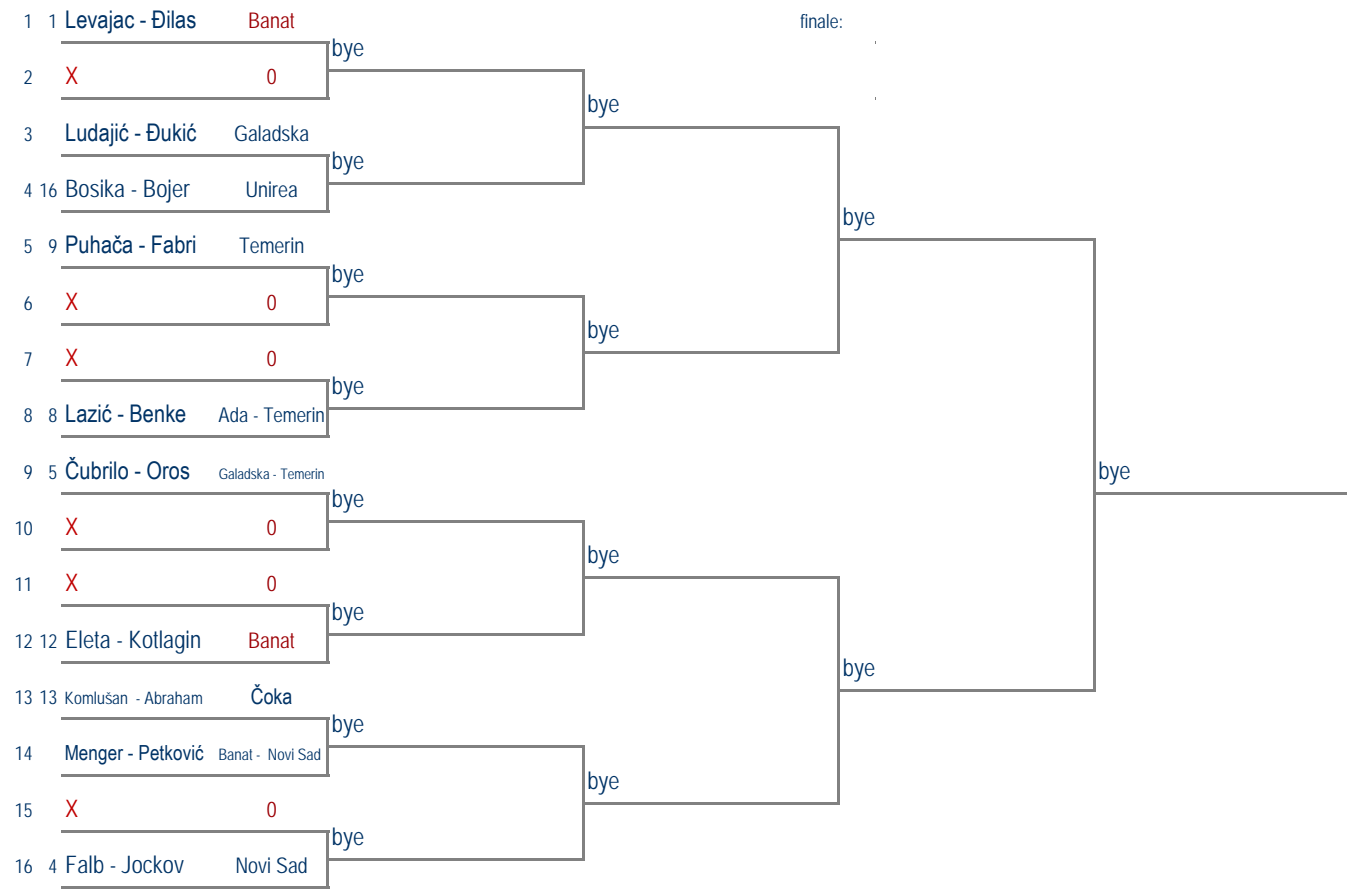 1 1 Levajac - Đilas Banat finale:
bye
2 X 0
bye
3 Ludajić - Đukić Galadska
bye
4 16 Bosika - Bojer Unirea
bye
5 9 Puhača - Fabri Temerin
bye
6 X 0
bye
7 X 0
bye
8 8 Lazić - Benke Ada - Temerin
9 5 Čubrilo - Oros Galadska - Temerin bye
bye
10 X 0
bye
11 X 0
bye
12 12 Eleta - Kotlagin Banat
bye
13 13 Komlušan - Abraham Čoka
bye
14 Menger - Petković Banat - Novi Sad
bye
15 X 0
bye
16 4 Falb - Jockov Novi Sad